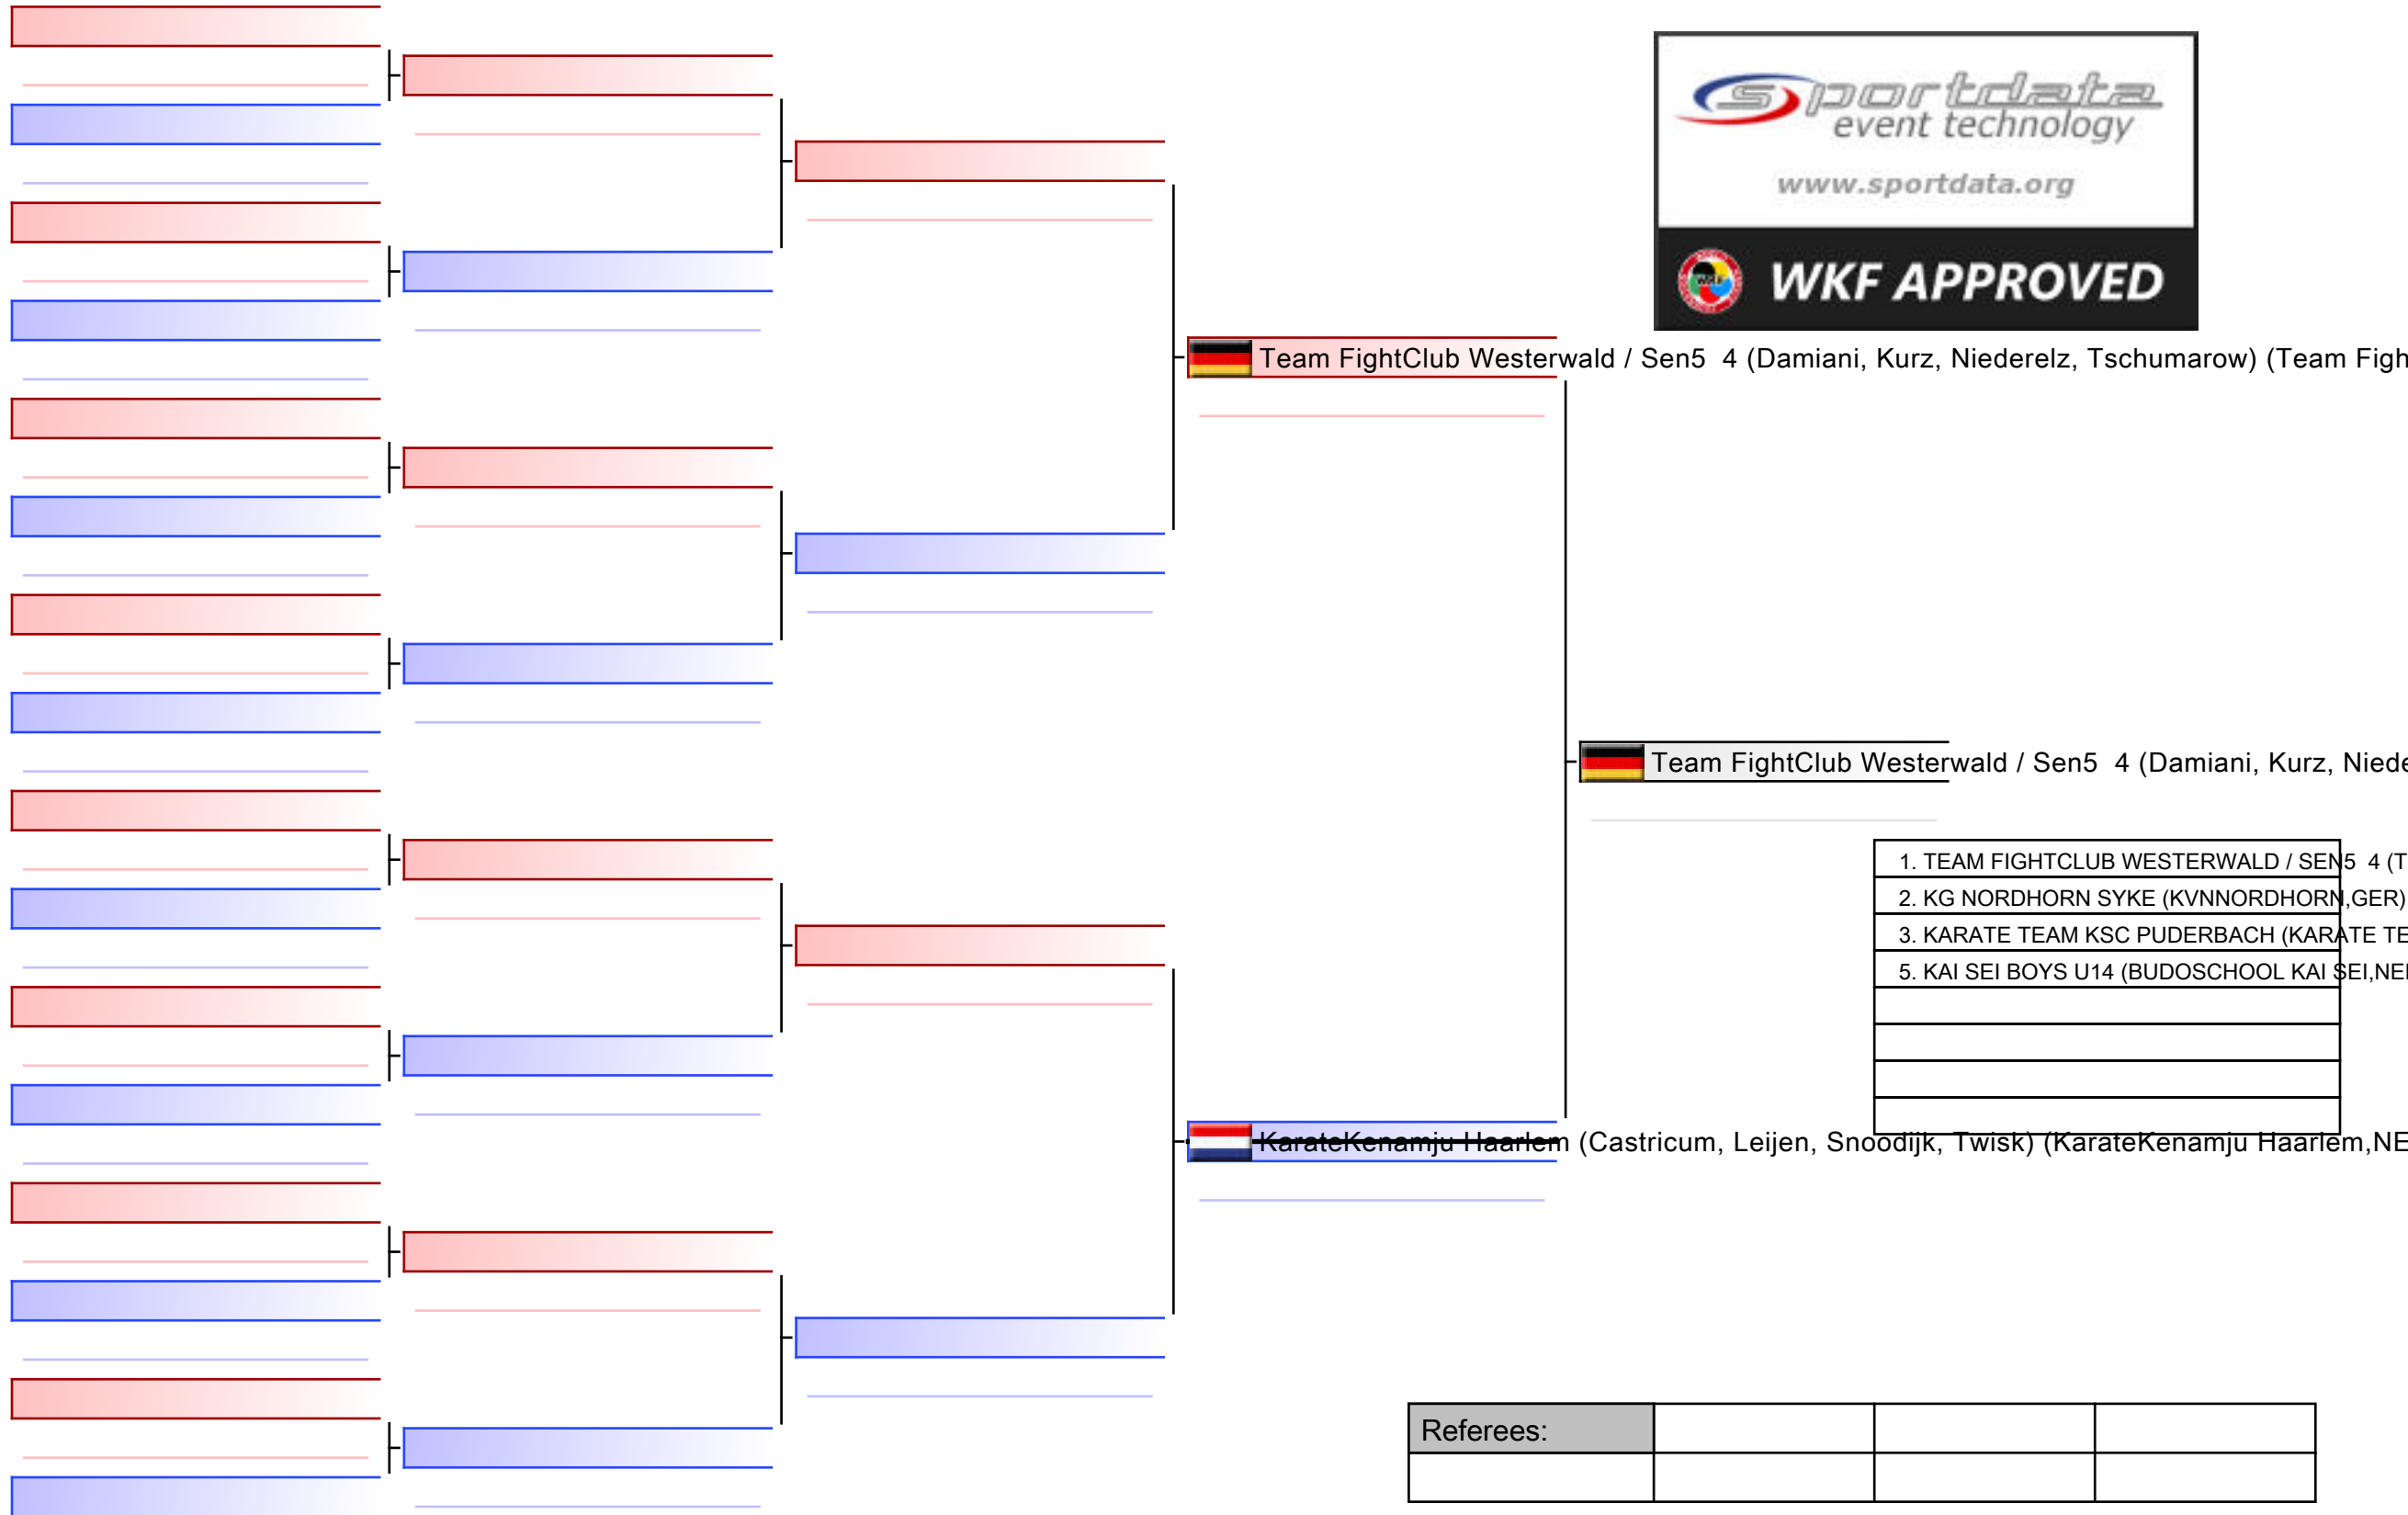 sportdata
event technology
www.sportdata.org
WKF APPROVED
Team FightClub Westerwald / Sen5  4 (Damiani, Kurz, Niederelz, Tschumarow) (Team Figh
Team FightClub Westerwald / Sen5  4 (Damiani, Kurz, Niede
1. TEAM FIGHTCLUB WESTERWALD / SEN5  4 (T
2. KG NORDHORN SYKE (KVNNORDHORN,GER)
3. KARATE TEAM KSC PUDERBACH (KARATE TE
5. KAI SEI BOYS U14 (BUDOSCHOOL KAI SEI,NE
KarateKenamju Haarlem (Castricum, Leijen, Snoodijk, Twisk) (KarateKenamju Haarlem,NE
Referees: